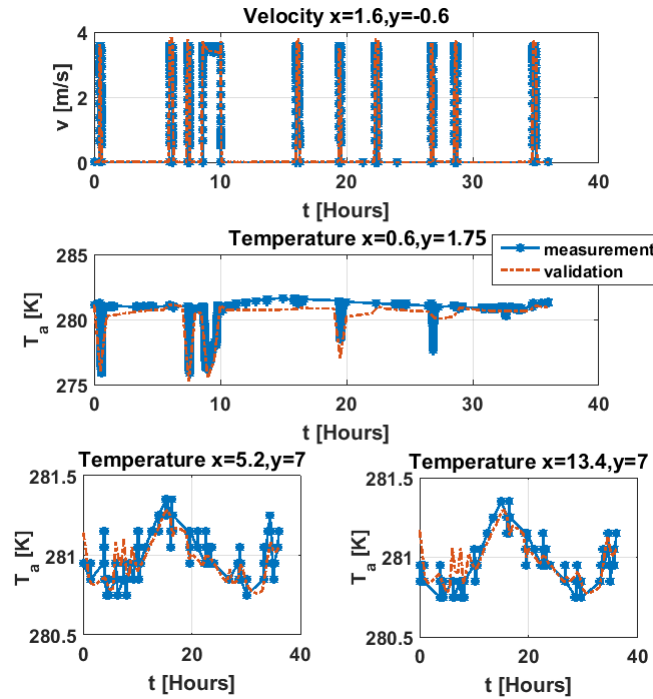 Velocity x=1.6,y=-0.6
4
2
0
v [m/s]
0 10 20 30 40
t [Hours]
Temperature x=0.6,y=1.75
measurement
validation
285
280
275
T_a [K]
0 10 20 30 40
t [Hours]
Temperature x=5.2,y=7
281.5
281
280.5
T_a [K]
0 20 40
t [Hours]
Temperature x=13.4,y=7
281.5
281
280.5
T_a [K]
0 20 40
t [Hours]